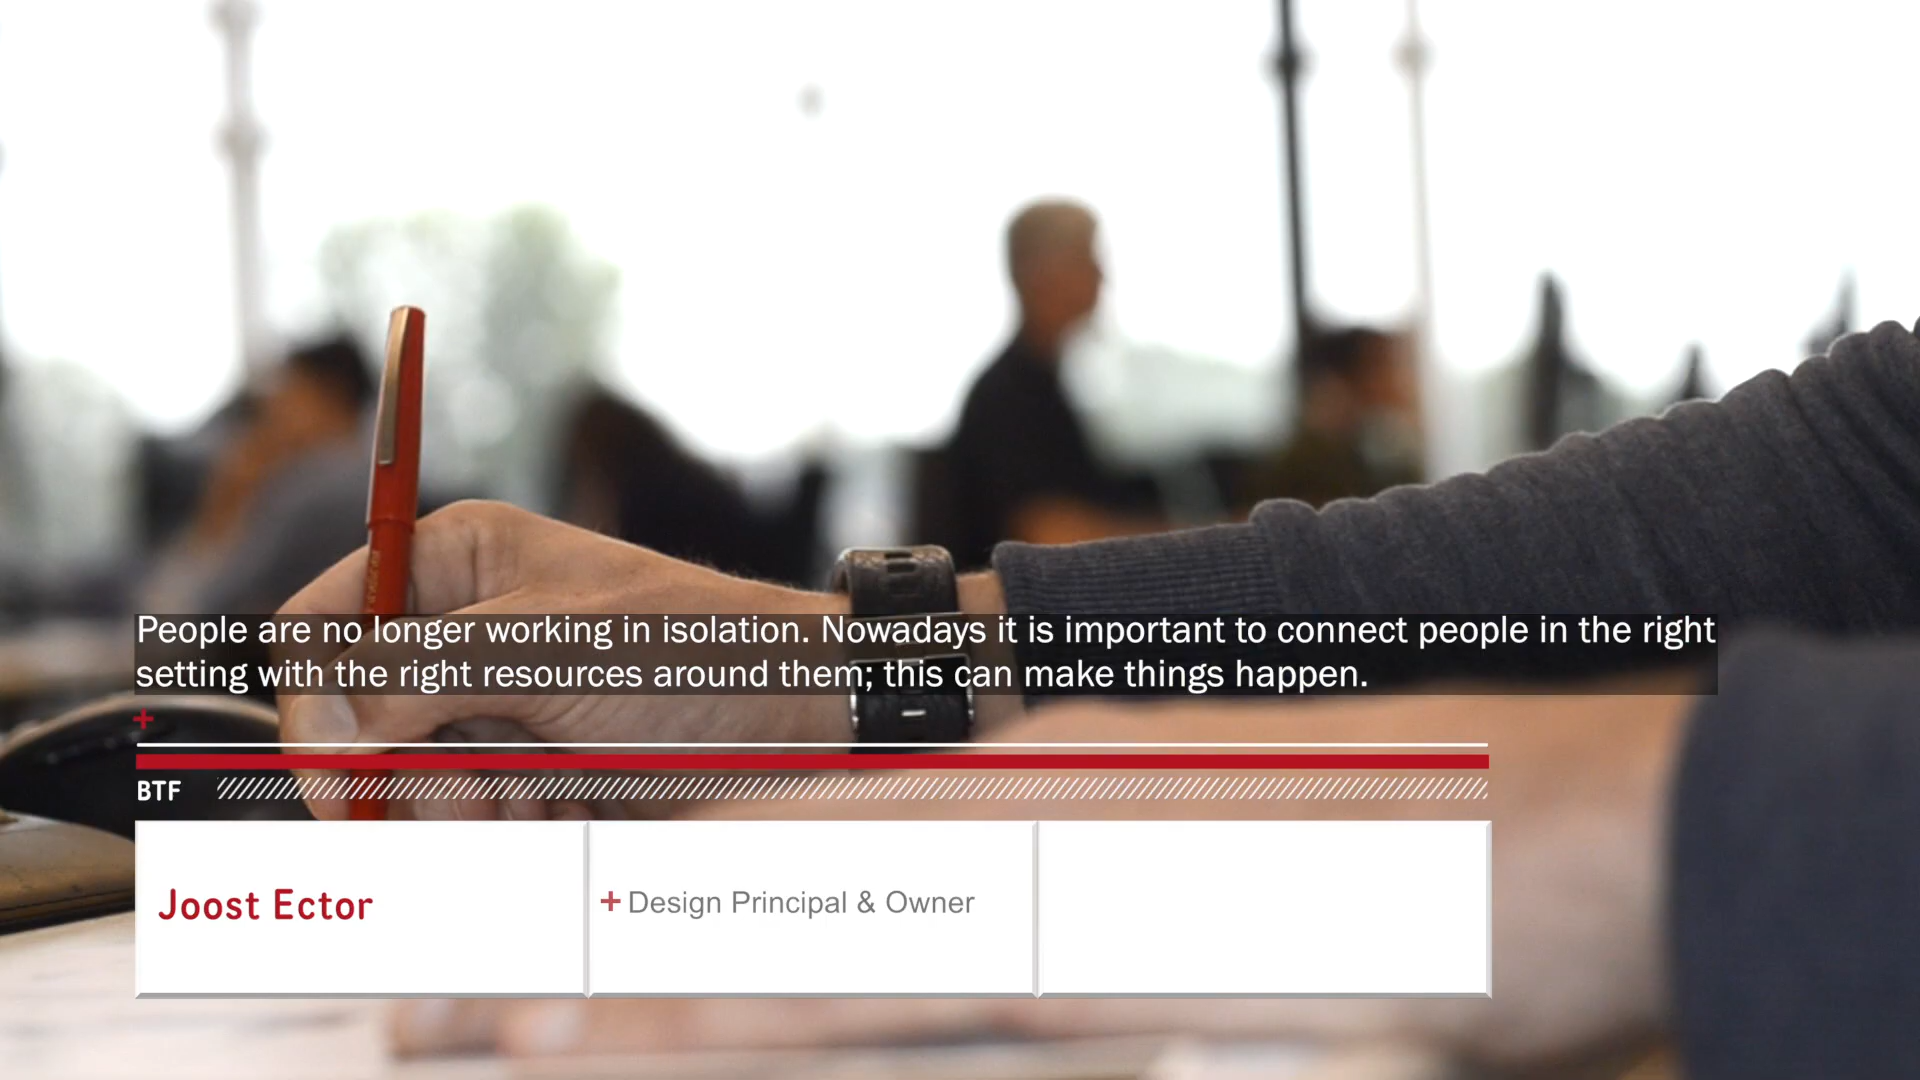 People are no longer working in isolation. Nowadays it is important to connect people in the right
setting with the right resources around them; this can make things happen.
+
BTF
Joost Ector
+ Design Principal & Owner